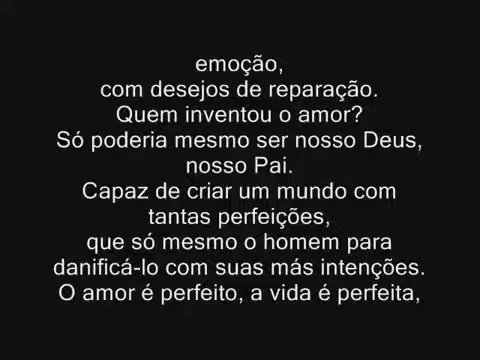 emoção,
com desejos de reparação.
Quem inventou o amor?
Só poderia mesmo ser nosso Deus,
nosso Pai.
Capaz de criar um mundo com
tantas perfeições,
que só mesmo o homem para
danificá-lo com suas más intenções.
O amor é perfeito, a vida é perfeita,